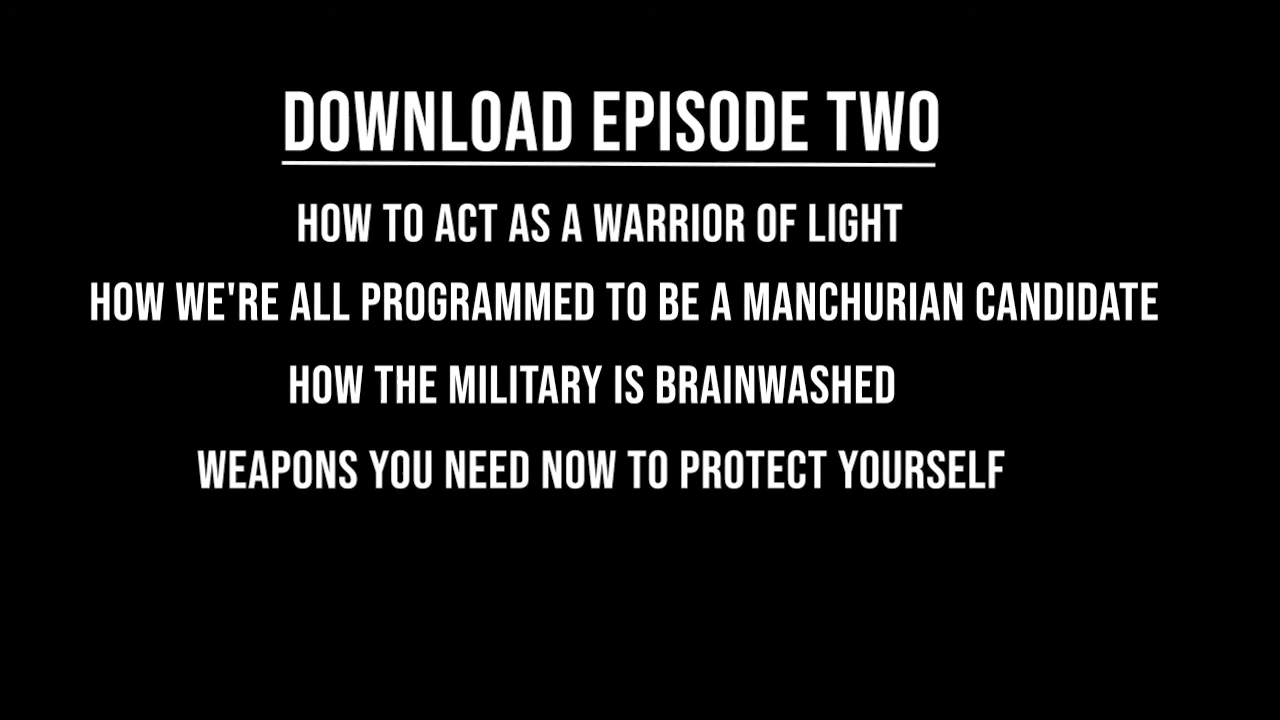 DOWNLOAD EPISODE TWO
HOW TO ACT AS A WARRIOR OF LIGHT
HOW WE'RE ALL PROGRAMMED TO BE A MANCHURIAN CANDIDATE
HOW THE MILITARY IS BRAINWASHED
WEAPONS YOU NEED NOW TO PROTECT YOURSELF